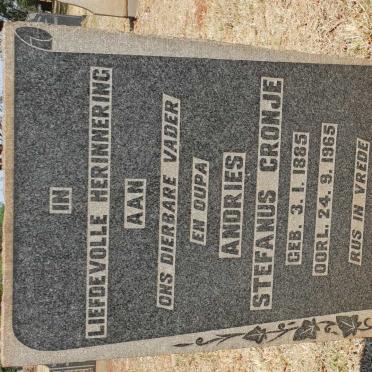 IN
LIEFDEVOLLE HERINNERING
AAN
ONS DIERBARE VADER
EN OUPA
ANDRIES
STEFANUS CRONJE
GEB. 3. 1. 1885
OORL. 24. 9. 1965
RUS IN VREDE